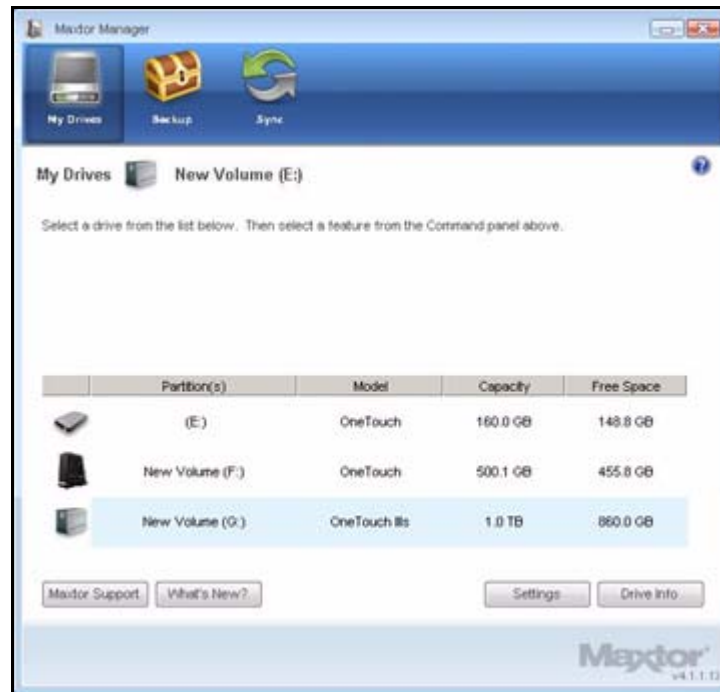 Maxtor Manager
My Drives Backup Sync
My Drives New Volume (E:)
Select a drive from the list below. Then select a feature from the Command panel above.
Partition(s) Model Capacity Free Space
(E:) OneTouch 160.0 GB 148.8 GB
New Volume (F:) OneTouch 500.1 GB 455.8 GB
New Volume (G:) OneTouch IIIs 1.0 TB 860.0 GB
Maxtor Support What's New? Settings Drive Info
Maxtor